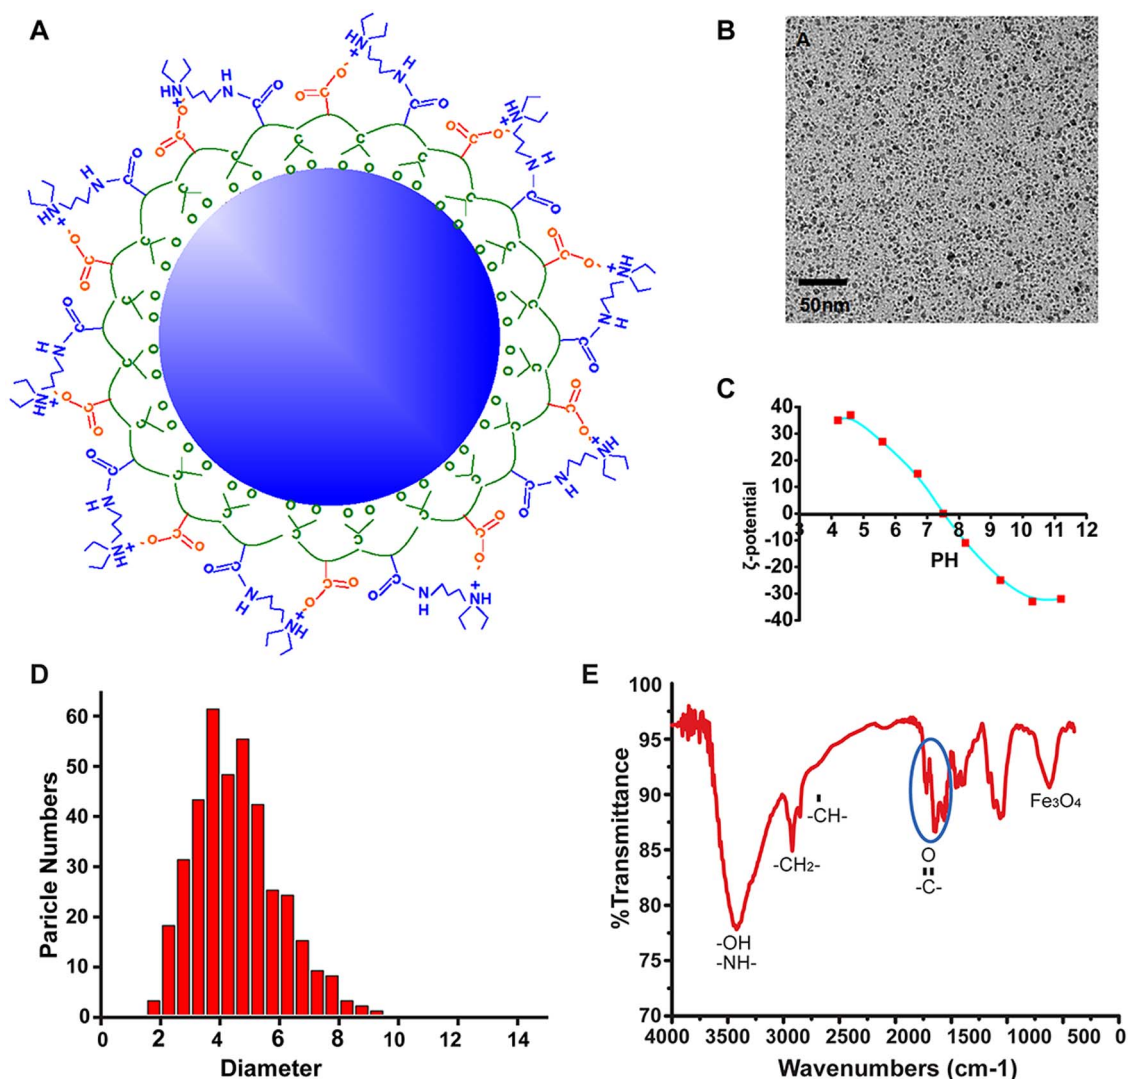 A
B
A
50nm
C
40
30
20
10
0
-10
-20
-30
-40
3 4 5 6 7 8 9 10 11 12
ζ-potential
PH
D
60
50
40
30
20
10
0
0 2 4 6 8 10 12 14
Paricle Numbers
Diameter
E
100
95
90
85
80
75
70
4000 3500 3000 2500 2000 1500 1000 500 0
%Transmittance
Wavenumbers (cm-1)
-OH
-NH-
-CH₂-
-CH-
O
-C-
Fe₃O₄